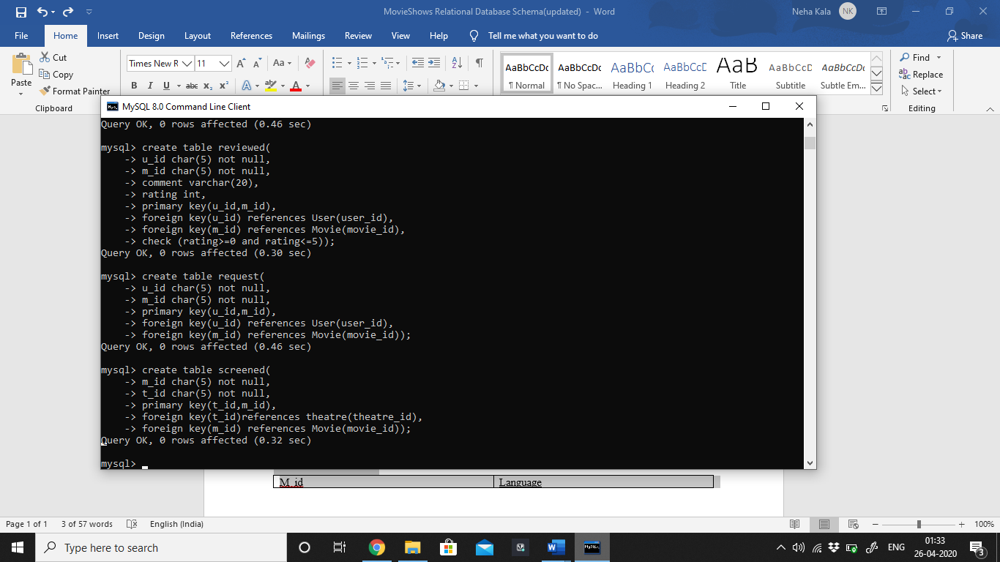 MovieShows Relational Database Schema(updated) - Word
Neha Kala NK
File Home Insert Design Layout References Mailings Review View Help Tell me what you want to do Share
Paste
Cut
Copy
Format Painter
Clipboard
Times New R 11
Aa
B I U abc x₂ x²
AaBbCcDc AaBbCcDc AaBbCc AaBbCcD AaB AaBbCcD AaBbCcDc
¶ Normal ¶ No Spac... Heading 1 Heading 2 Title Subtitle Subtle Em...
Find
Replace
Select
Editing
MySQL 8.0 Command Line Client
Query OK, 0 rows affected (0.46 sec)
mysql> create table reviewed(
-> u_id char(5) not null,
-> m_id char(5) not null,
-> comment varchar(20),
-> rating int,
-> primary key(u_id,m_id),
-> foreign key(u_id) references User(user_id),
-> foreign key(m_id) references Movie(movie_id),
-> check (rating>=0 and rating<=5));
Query OK, 0 rows affected (0.30 sec)
mysql> create table request(
-> u_id char(5) not null,
-> m_id char(5) not null,
-> primary key(u_id,m_id),
-> foreign key(u_id) references User(user_id),
-> foreign key(m_id) references Movie(movie_id));
Query OK, 0 rows affected (0.46 sec)
mysql> create table screened(
-> m_id char(5) not null,
-> t_id char(5) not null,
-> primary key(t_id,m_id),
-> foreign key(t_id)references theatre(theatre_id),
-> foreign key(m_id) references Movie(movie_id));
Query OK, 0 rows affected (0.32 sec)
mysql>
M_id Language
Page 1 of 1 3 of 57 words English (India) 100%
Type here to search
ENG
01:33
26-04-2020
3